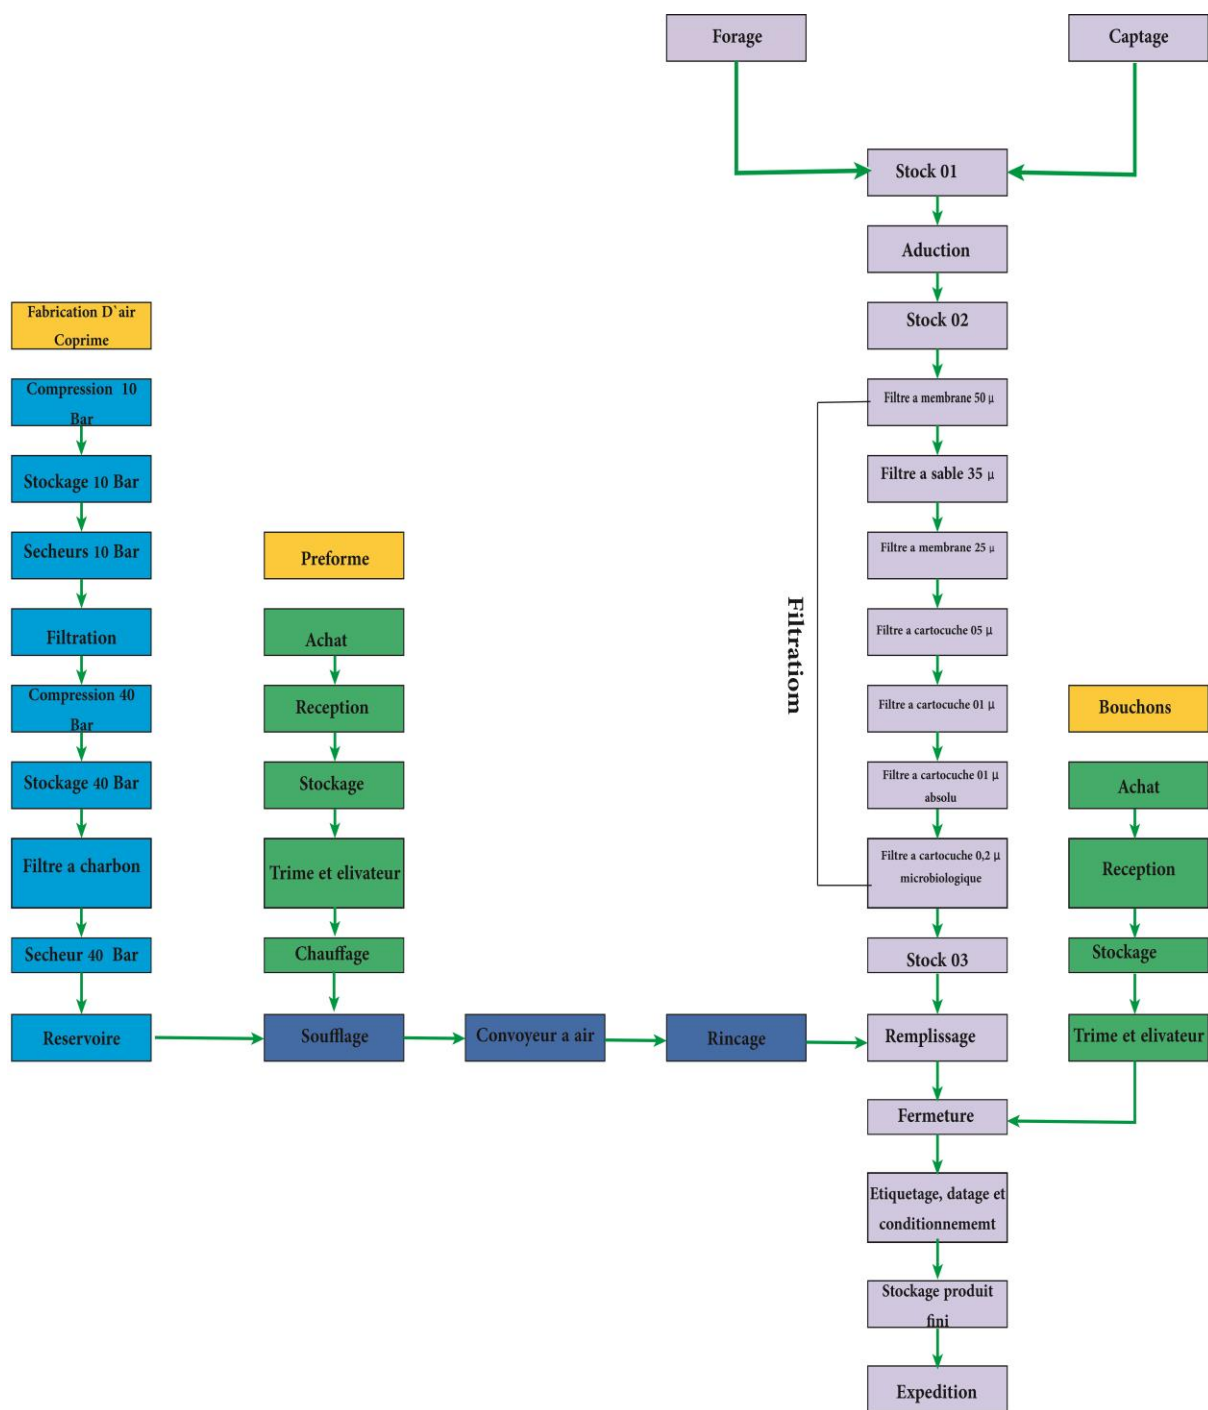 Forage
Captage
Stock 01
Aduction
Stock 02
Fabrication D`air
Coprime
Compression 10
Bar
Stockage 10 Bar
Secheurs 10 Bar
Filtration
Compression 40
Bar
Stockage 40 Bar
Filtre a charbon
Secheur 40 Bar
Reservoire
Preforme
Achat
Reception
Stockage
Trime et elivateur
Chauffage
Soufflage
Convoyeur a air
Rincage
Filtratiom
Filtre a membrane 50 µ
Filtre a sable 35 µ
Filtre a membrane 25 µ
Filtre a cartocuche 05 µ
Filtre a cartocuche 01 µ
Filtre a cartocuche 01 µ
absolu
Filtre a cartocuche 0,2 µ
microbiologique
Stock 03
Remplissage
Bouchons
Achat
Reception
Stockage
Trime et elivateur
Fermeture
Etiquetage, datage et
conditionnememt
Stockage produit
fini
Expedition